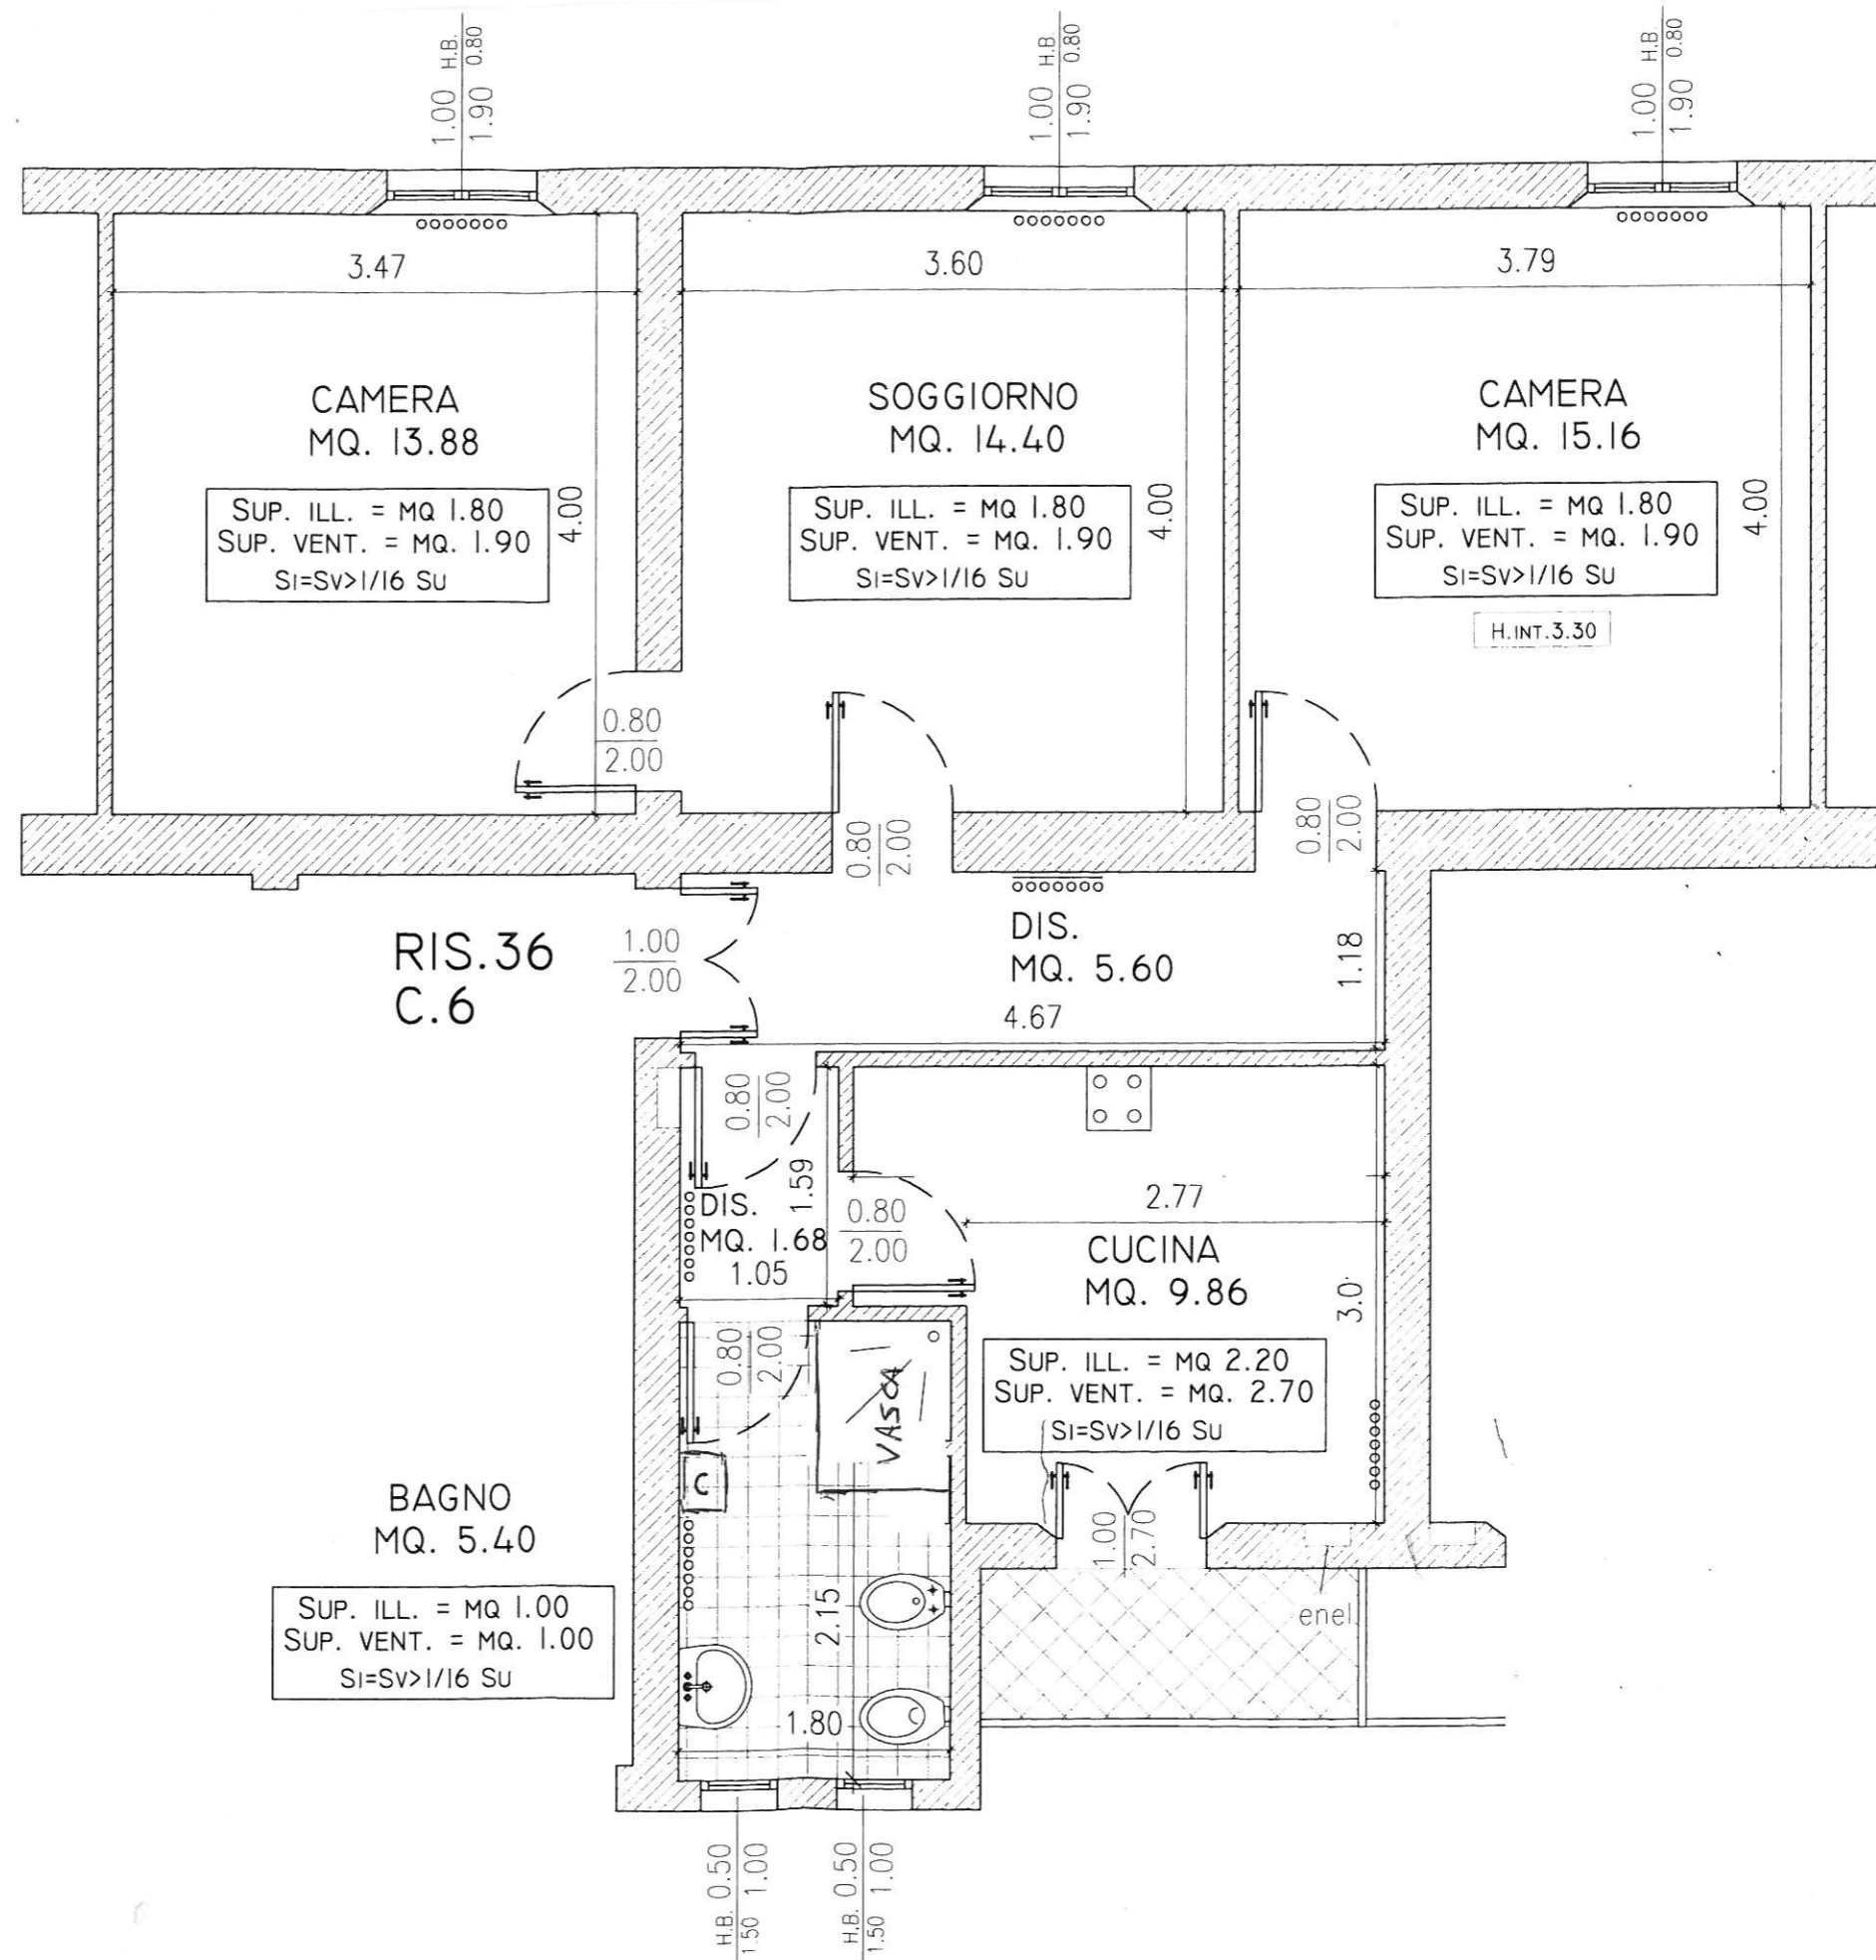 1.00 H.B.
1.90 0.80
1.00 H.B.
1.90 0.80
1.00 H.B.
1.90 0.80
3.47
3.60
3.79
CAMERA
MQ. 13.88
SUP. ILL. = MQ 1.80
SUP. VENT. = MQ. 1.90
SI=SV>1/16 SU
4.00
SOGGIORNO
MQ. 14.40
SUP. ILL. = MQ 1.80
SUP. VENT. = MQ. 1.90
SI=SV>1/16 SU
4.00
CAMERA
MQ. 15.16
SUP. ILL. = MQ 1.80
SUP. VENT. = MQ. 1.90
SI=SV>1/16 SU
4.00
H.INT.3.30
0.80
2.00
0.80
2.00
0.80
2.00
RIS.36
C.6
1.00
2.00
DIS.
MQ. 5.60
4.67
1.18
0.80
2.00
1.59
DIS.
MQ. 1.68
1.05
0.80
2.00
2.77
CUCINA
MQ. 9.86
3.0
SUP. ILL. = MQ 2.20
SUP. VENT. = MQ. 2.70
SI=SV>1/16 SU
0.80
2.00
VASCA
C
BAGNO
MQ. 5.40
SUP. ILL. = MQ 1.00
SUP. VENT. = MQ. 1.00
SI=SV>1/16 SU
1.00
2.70
enel
2.15
1.80
H.B. 0.50
1.50 1.00
H.B. 0.50
1.50 1.00